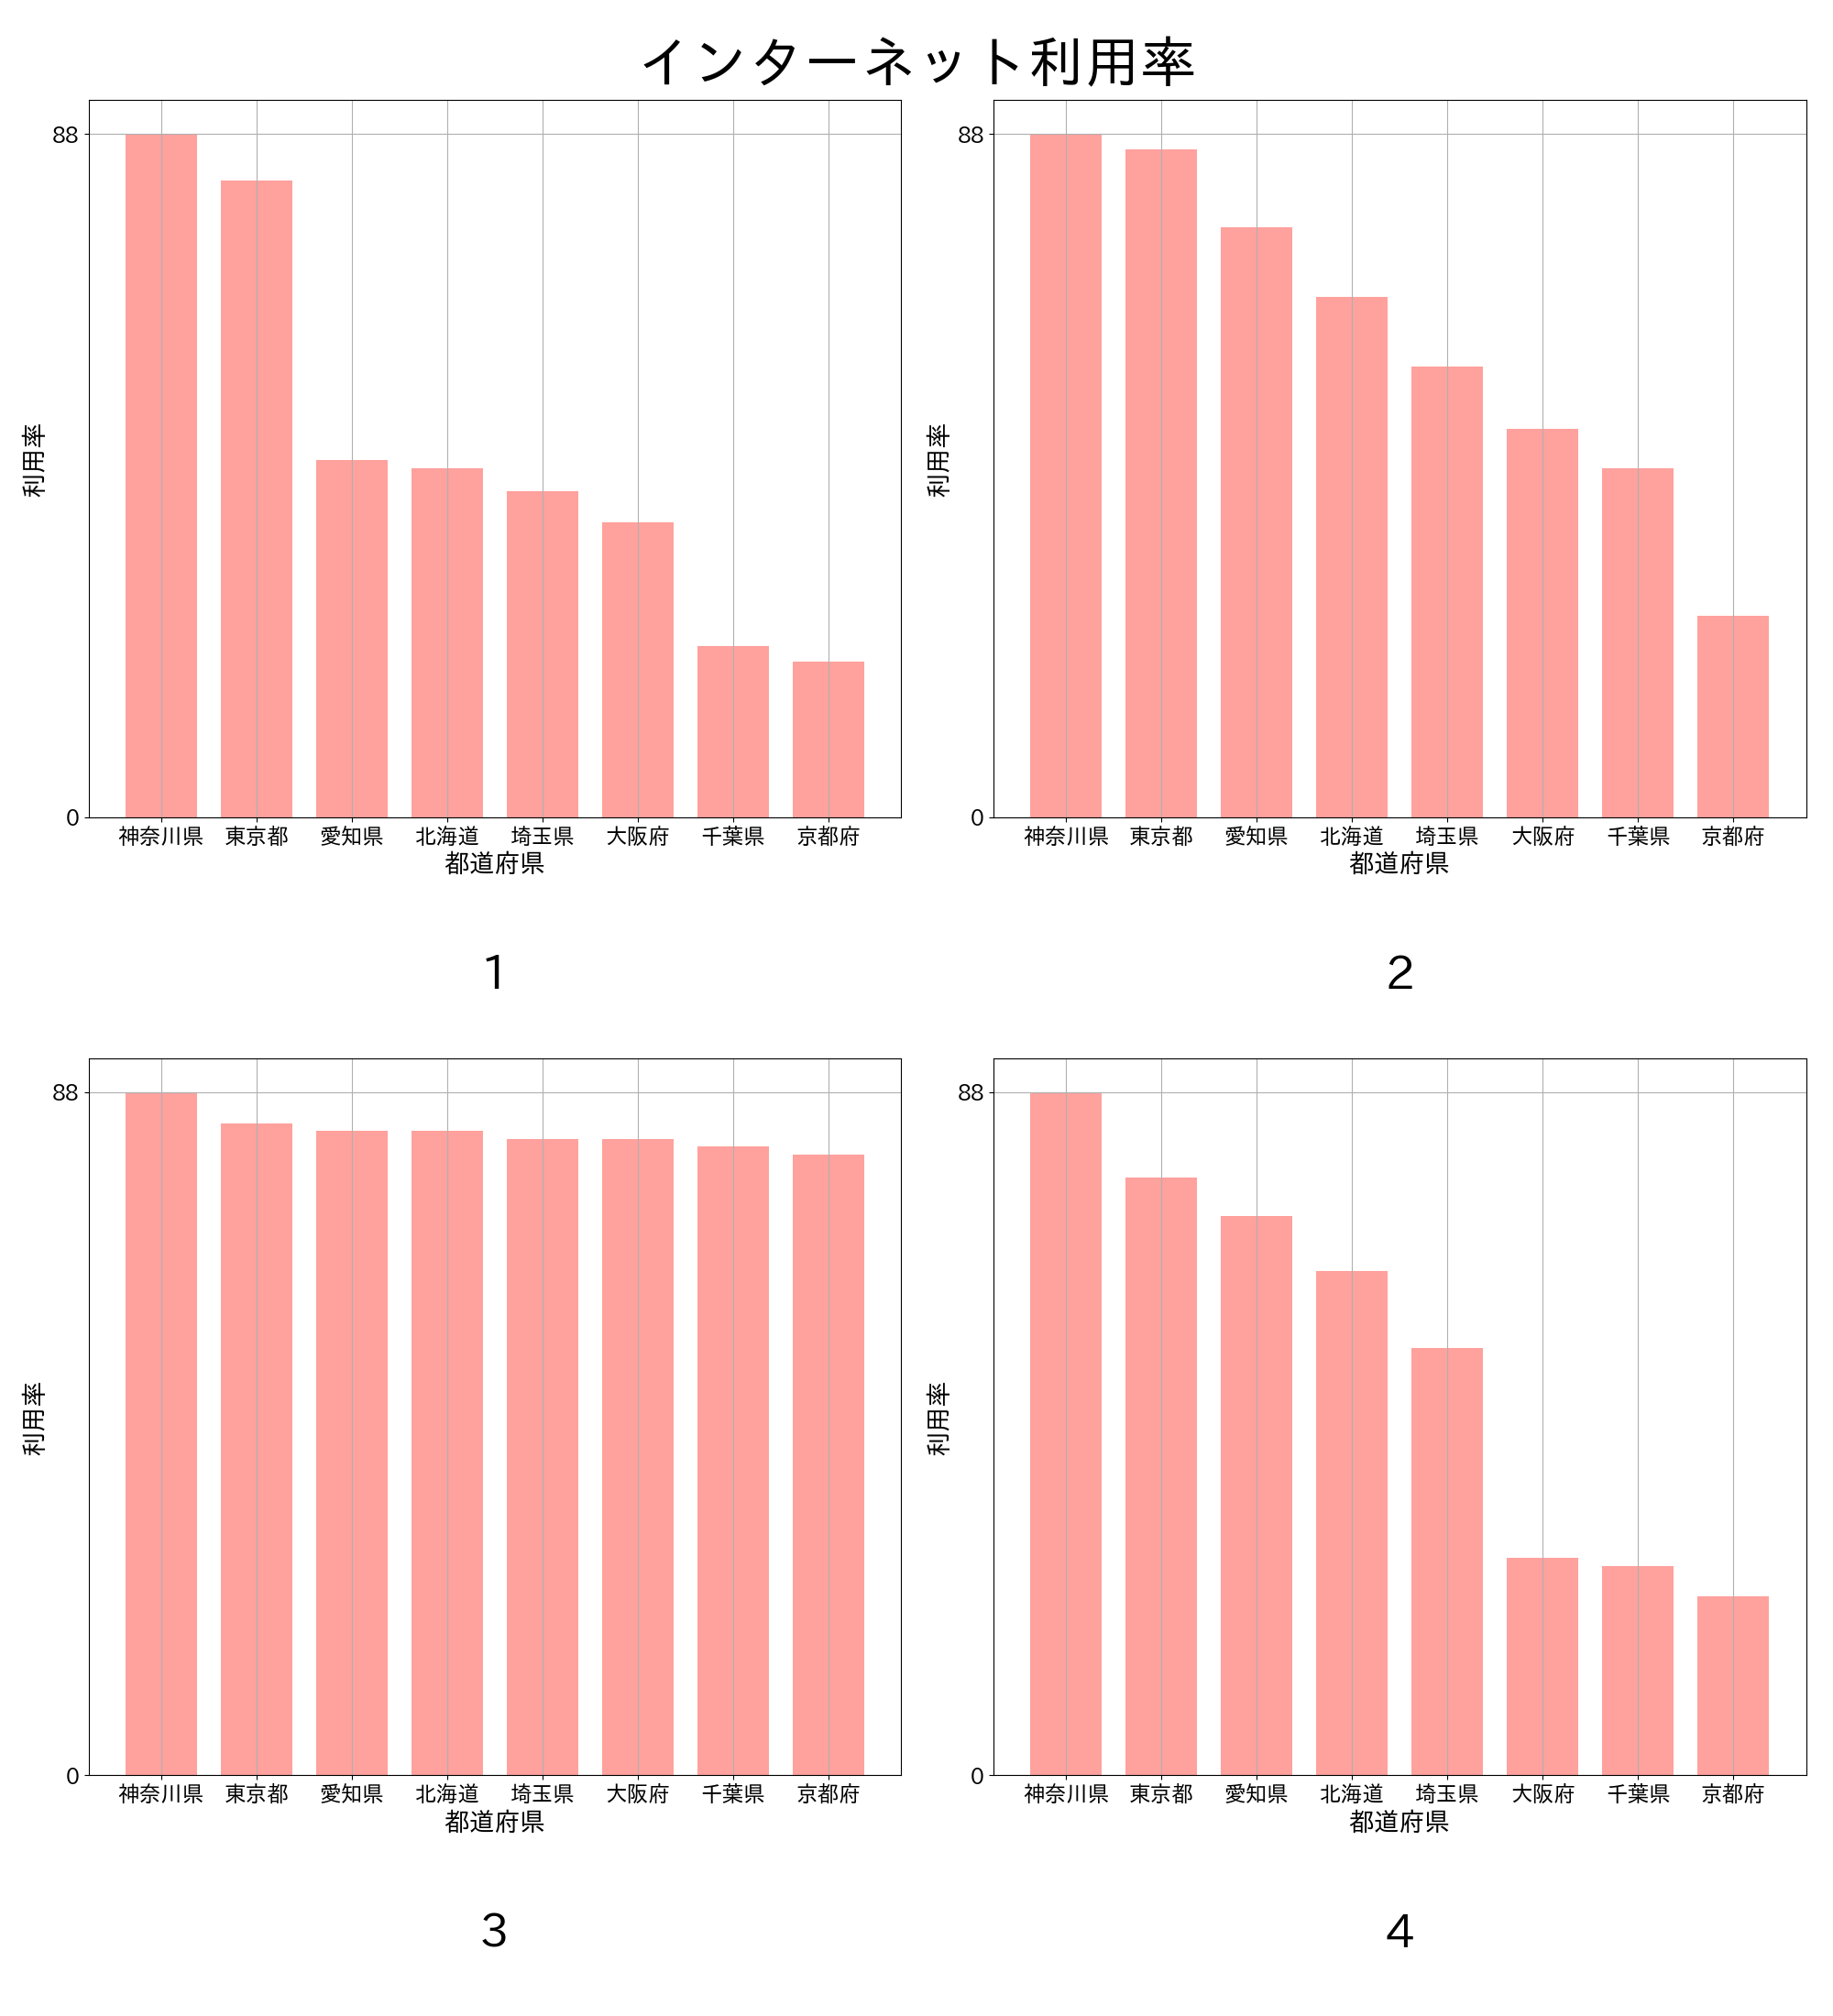 インターネット利用率
88
0
利用率
神奈川県 東京都 愛知県 北海道 埼玉県 大阪府 千葉県 京都府
都道府県
1
88
0
利用率
神奈川県 東京都 愛知県 北海道 埼玉県 大阪府 千葉県 京都府
都道府県
2
88
0
利用率
神奈川県 東京都 愛知県 北海道 埼玉県 大阪府 千葉県 京都府
都道府県
3
88
0
利用率
神奈川県 東京都 愛知県 北海道 埼玉県 大阪府 千葉県 京都府
都道府県
4